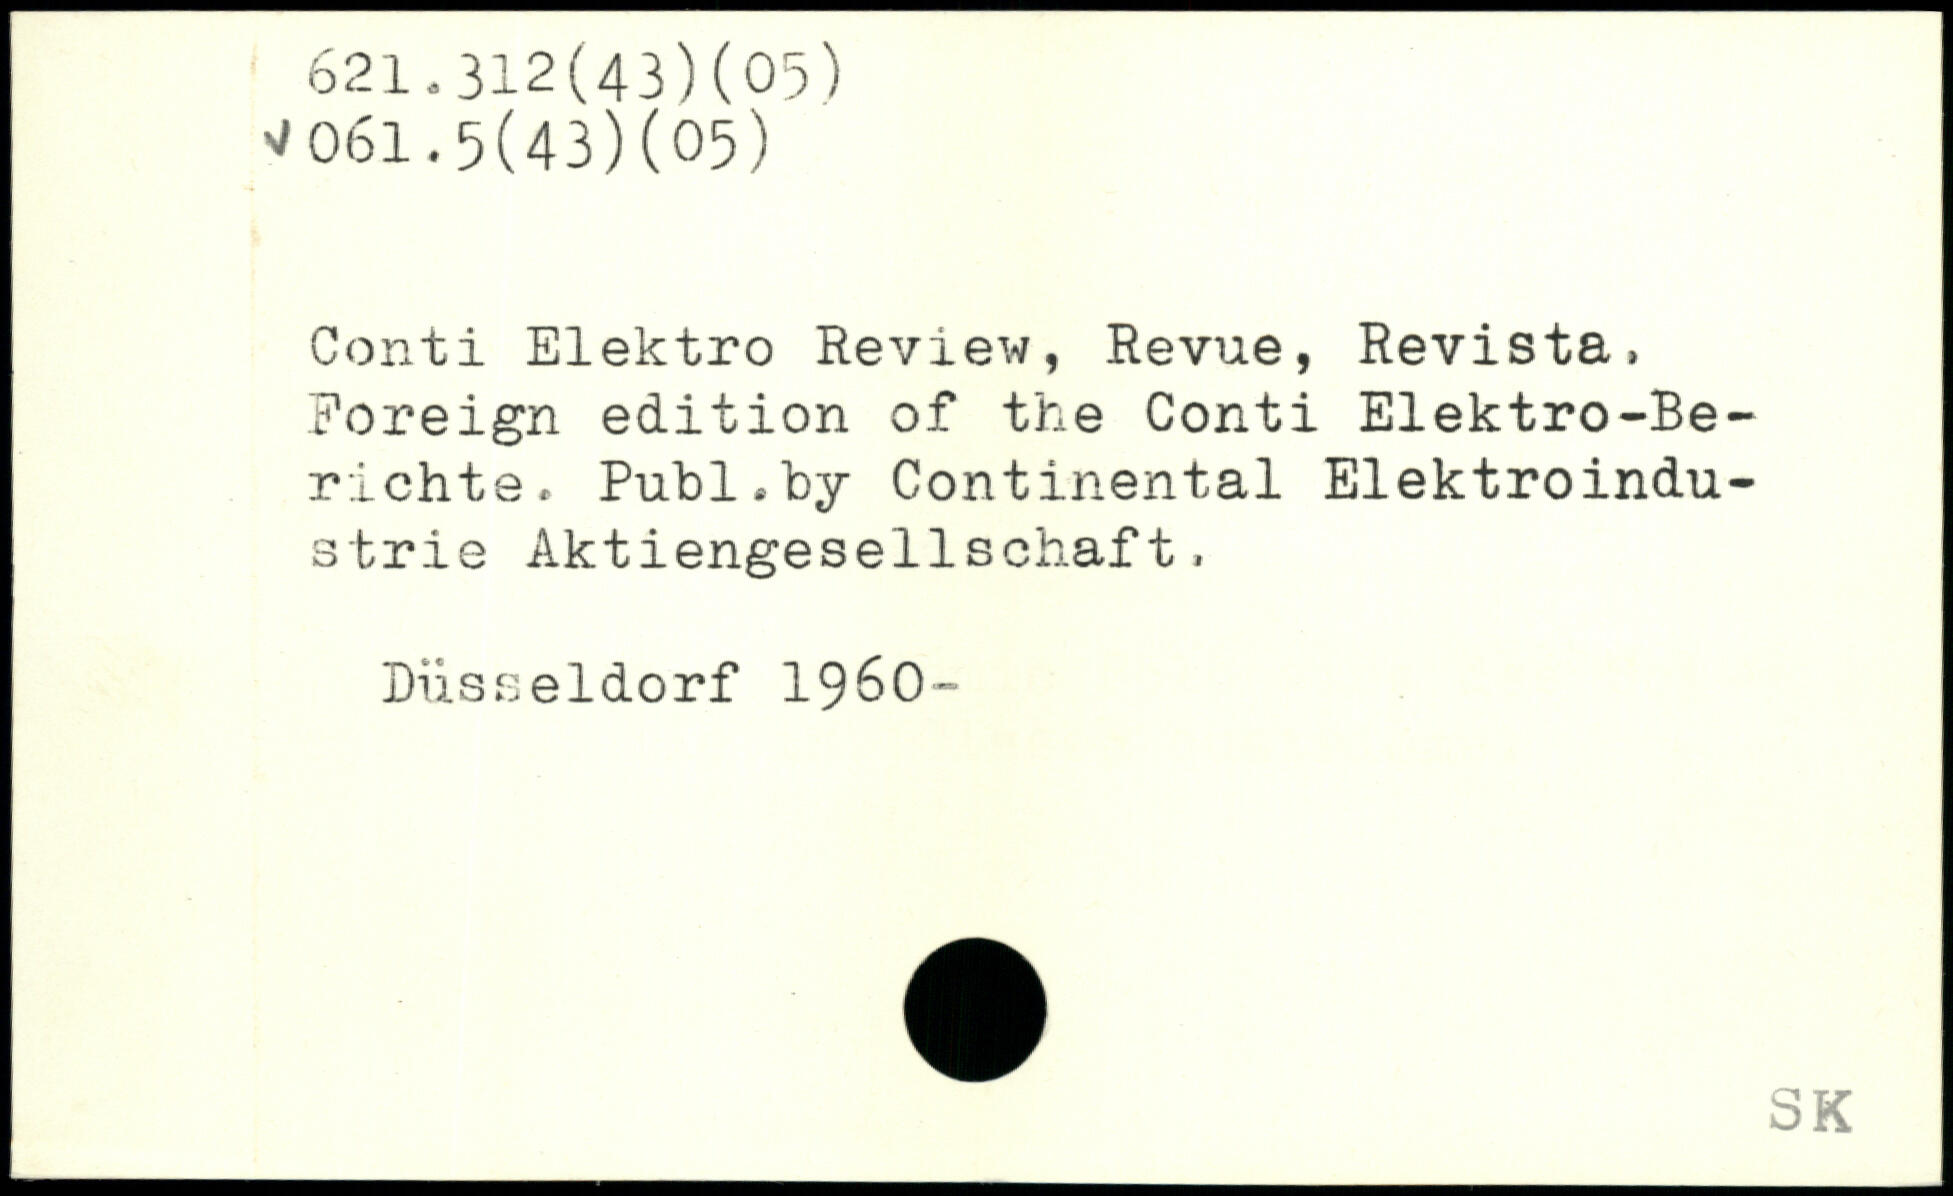 621.312(43)(05)
✓061.5(43)(05)
Conti Elektro Review, Revue, Revista.
Foreign edition of the Conti Elektro-Be-
richte. Publ.by Continental Elektroindu-
strie Aktiengesellschaft.
Düsseldorf 1960-
SK